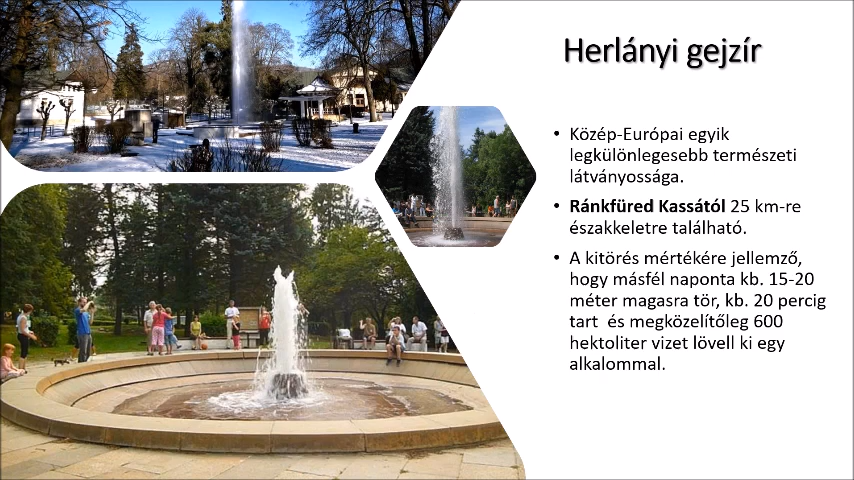 Herlányi gejzír
• Közép-Európai egyik
legkülönlegesebb természeti
látványossága.
• Ránkfüred Kassától 25 km-re
északkeletre található.
• A kitörés mértékére jellemző,
hogy másfél naponta kb. 15-20
méter magasra tör, kb. 20 percig
tart és megközelítőleg 600
hektoliter vizet lövell ki egy
alkalommal.